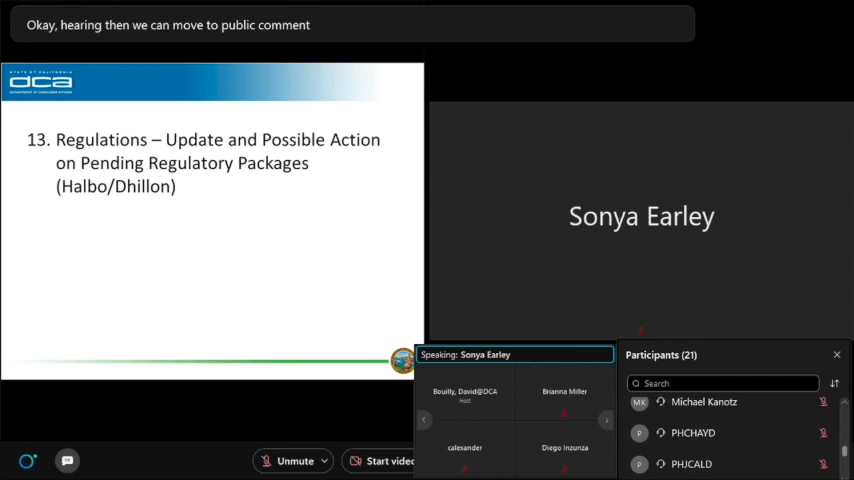 Okay, hearing then we can move to public comment
STATE OF CALIFORNIA
dca
DEPARTMENT OF CONSUMER AFFAIRS
13. Regulations – Update and Possible Action
on Pending Regulatory Packages
(Halbo/Dhillon)
Sonya Earley
Speaking: Sonya Earley
Bouilly, David@DCA
Host
Brianna Miller
calexander
Diego Inzunza
Participants (21)
Search
MK Michael Kanotz
P PHCHAYD
P PHJCALD
Unmute
Start video